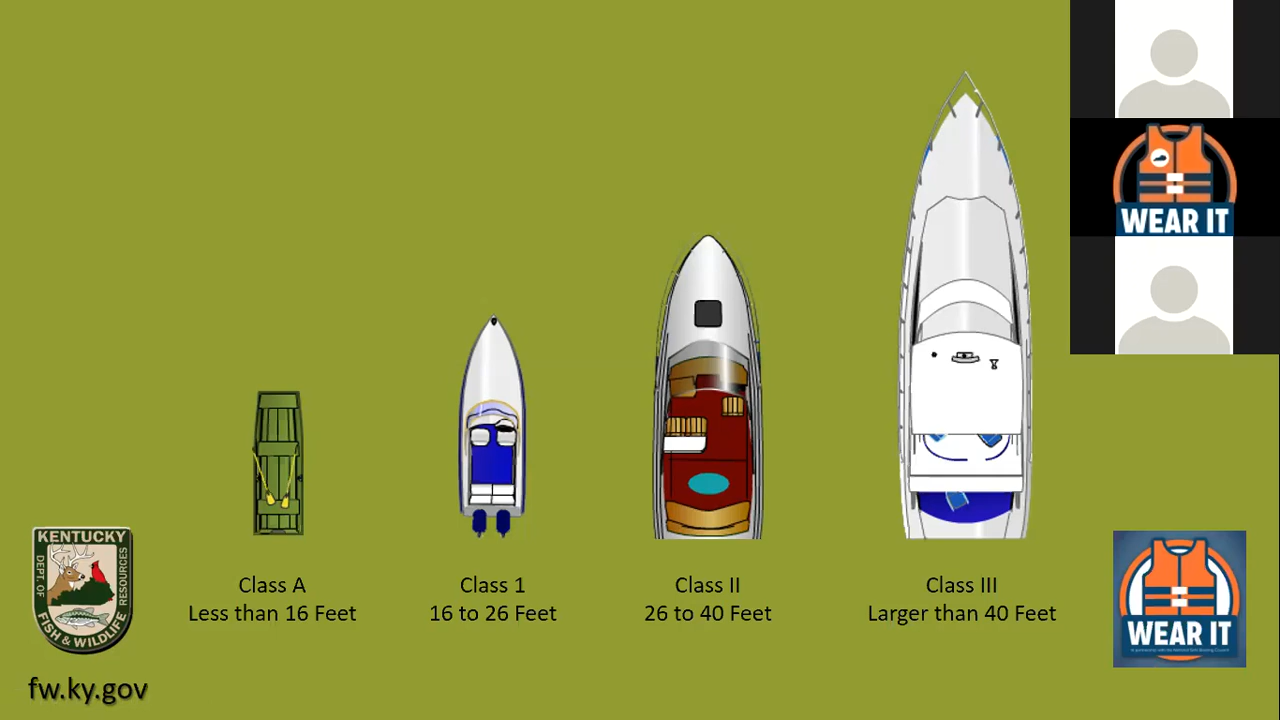 WEAR IT
KENTUCKY
DEPT. OF
RESOURCES
FISH & WILDLIFE
Class A
Less than 16 Feet
Class 1
16 to 26 Feet
Class II
26 to 40 Feet
Class III
Larger than 40 Feet
WEAR IT
fw.ky.gov